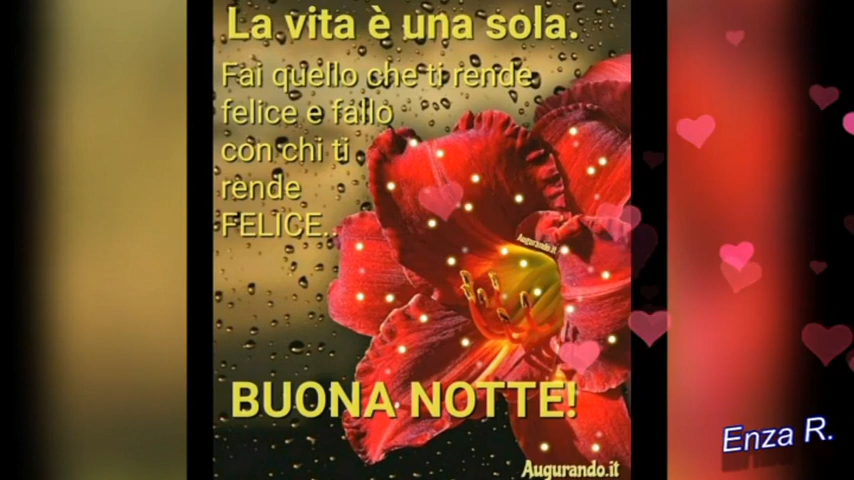 La vita è una sola.
Fai quello che ti rende
felice e fallo
con chi ti
rende
FELICE...
Augurando.it
BUONA NOTTE!
Enza R.
Augurando.it